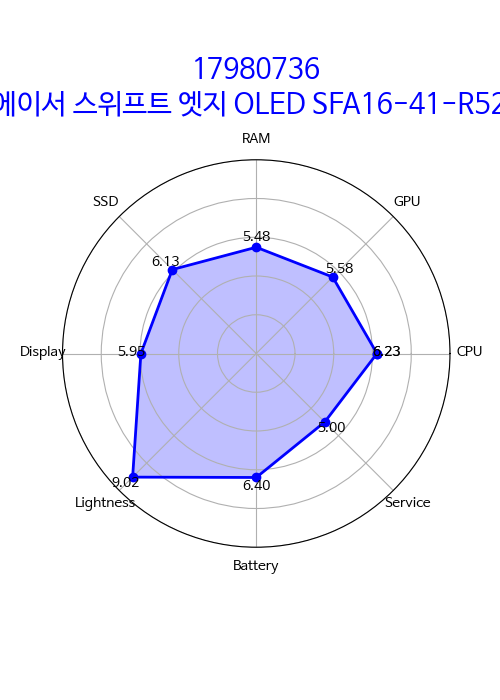 17980736
에이서 스위프트 엣지 OLED SFA16-41-R52
RAM
SSD
GPU
5.48
6.13
5.58
Display
5.95
6.23
CPU
5.00
9.02
6.40
Lightness
Service
Battery